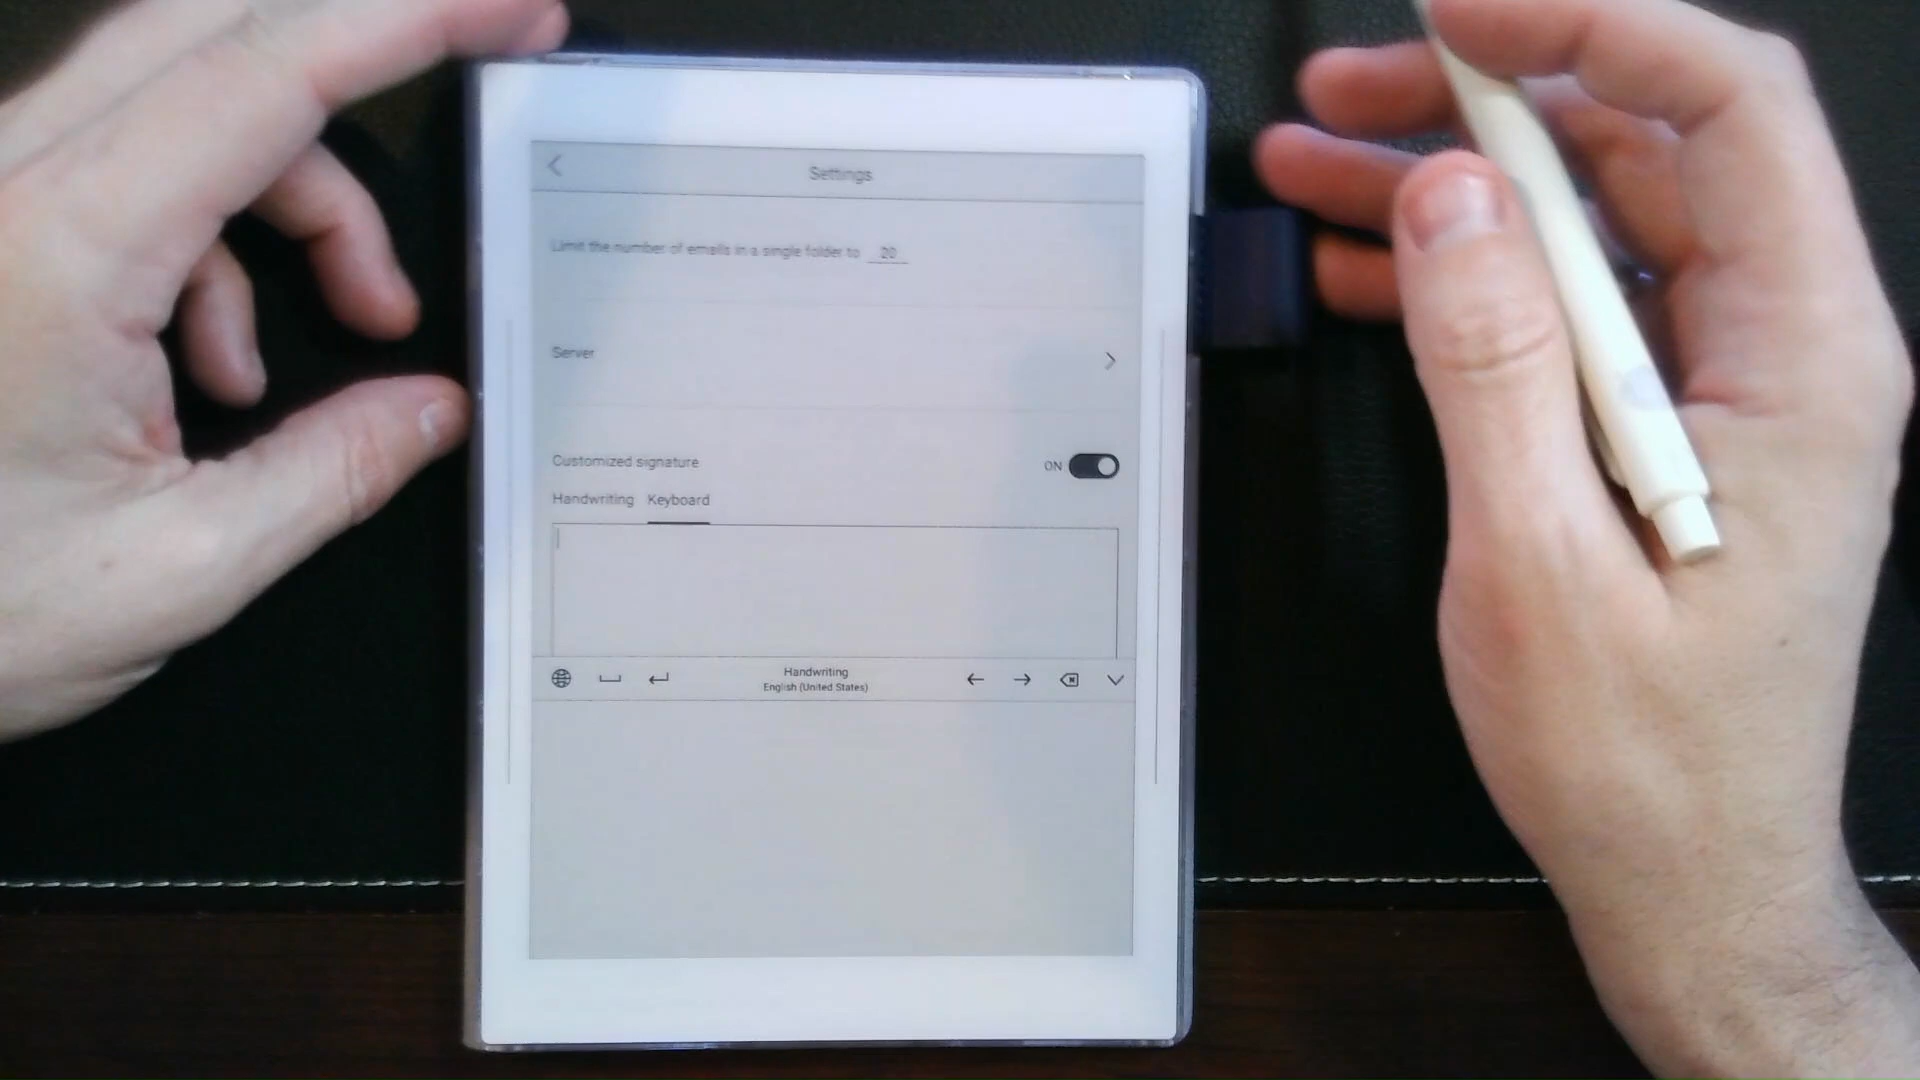 Settings
Limit the number of emails in a single folder to 20
Server
Customized signature ON
Handwriting Keyboard
Handwriting
English (United States)